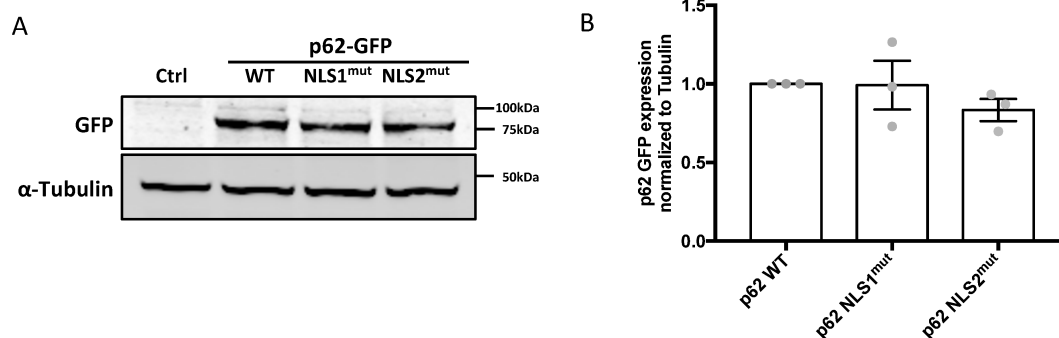 A
p62-GFP
Ctrl WT NLS1mut NLS2mut
GFP
100kDa
75kDa
α-Tubulin
50kDa
B
p62 GFP expression
normalized to Tubulin
1.5
1.0
0.5
0.0
p62 WT
p62 NLS1mut
p62 NLS2mut